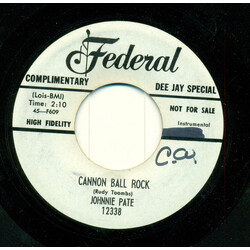 Federal
COMPLIMENTARY
DEE JAY SPECIAL
(Lois-BMI)
Time: 2:10
45-F609
NOT FOR SALE
Instrumental
HIGH FIDELITY
C.W.
CANNON BALL ROCK
(Rudy Toombs)
JOHNNIE PATE
12338